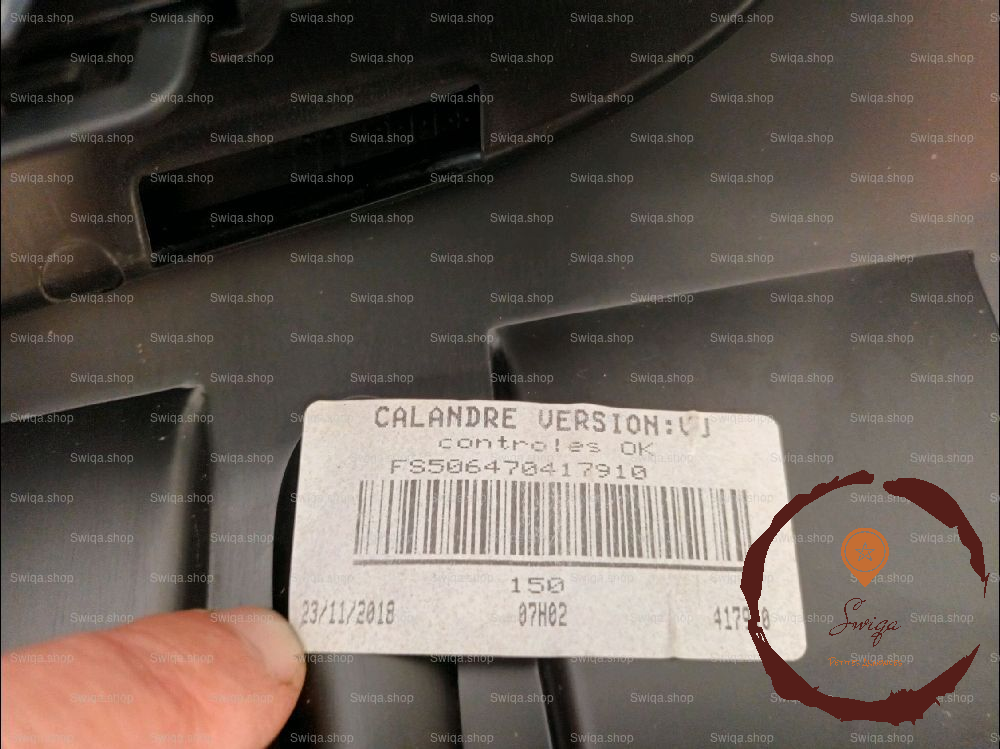 CALANDRE VERSION:
controles OK
FS506470417910
150
23/11/2018 07H02
Swiqa
Swiqa.shop